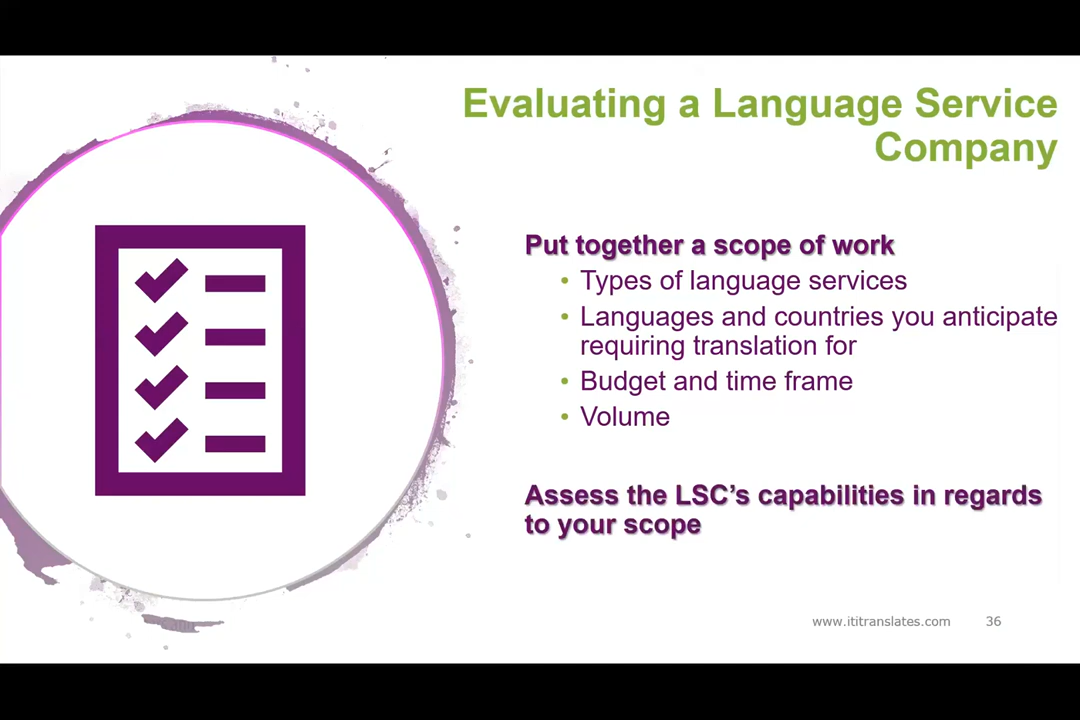 Evaluating a Language Service
Company
Put together a scope of work
• Types of language services
• Languages and countries you anticipate
requiring translation for
• Budget and time frame
• Volume
Assess the LSC’s capabilities in regards
to your scope
www.ititranslates.com 36